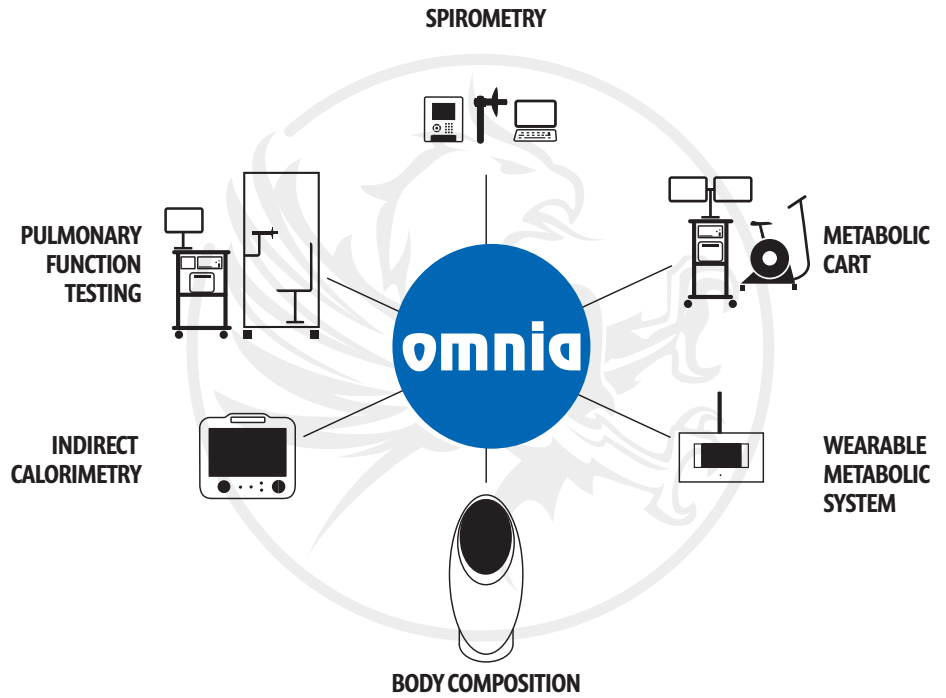 SPIROMETRY
PULMONARY
FUNCTION
TESTING
METABOLIC
CART
omnia
INDIRECT
CALORIMETRY
WEARABLE
METABOLIC
SYSTEM
BODY COMPOSITION